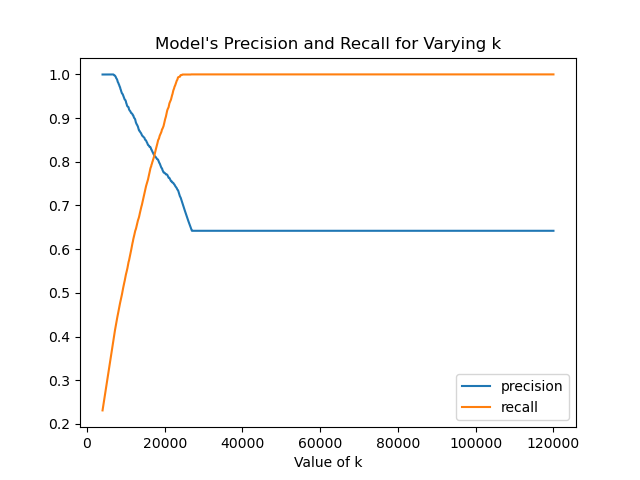 Model's Precision and Recall for Varying k
1.0
0.9
0.8
0.7
0.6
0.5
0.4
0.3
0.2
precision
recall
0 20000 40000 60000 80000 100000 120000
Value of k